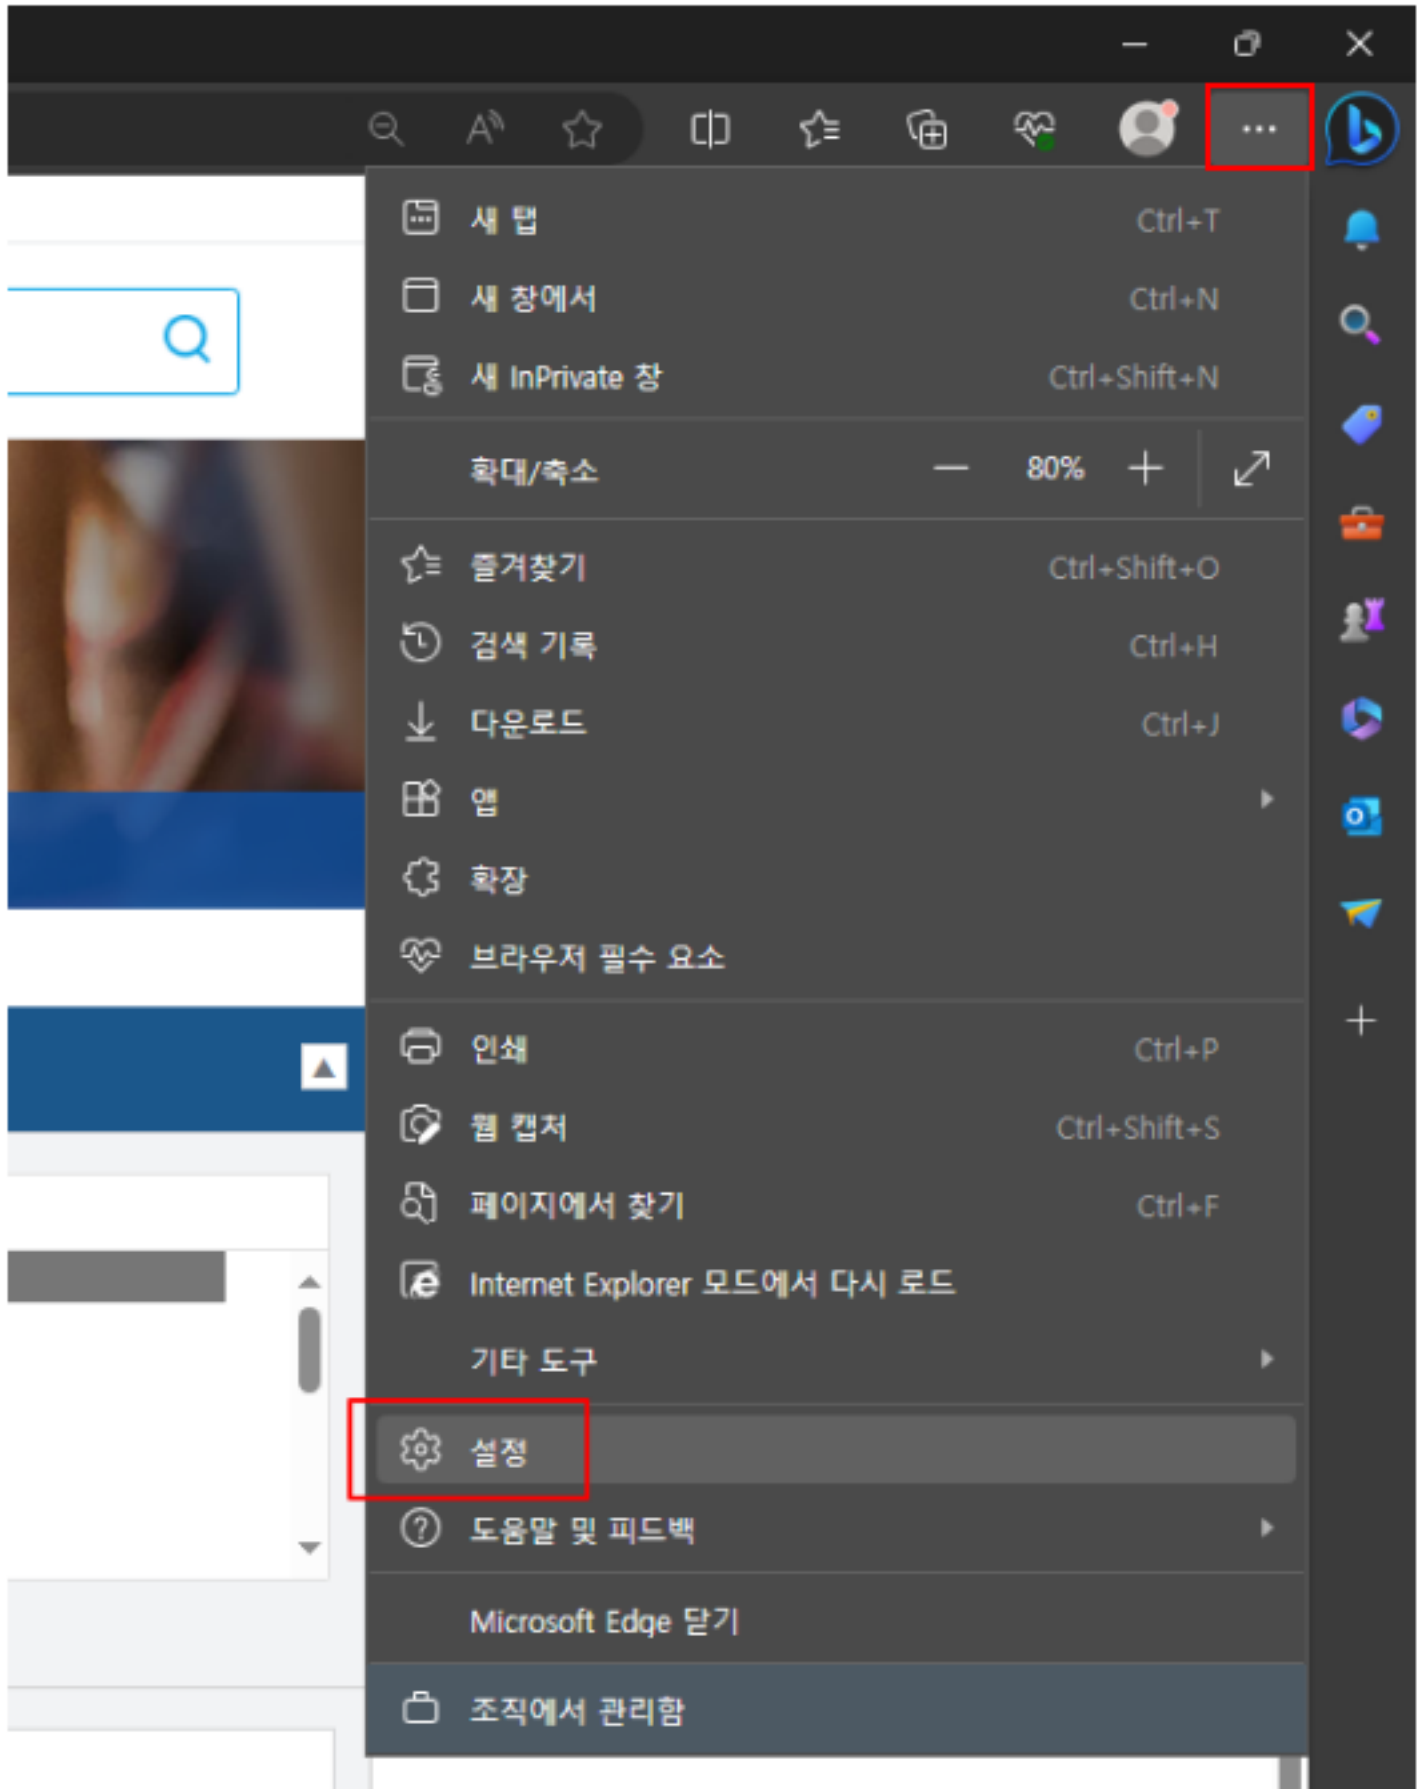 새 탭 Ctrl+T
새 창에서 Ctrl+N
새 InPrivate 창 Ctrl+Shift+N
확대/축소 80%
즐겨찾기 Ctrl+Shift+O
검색 기록 Ctrl+H
다운로드 Ctrl+J
앱
확장
브라우저 필수 요소
인쇄 Ctrl+P
웹 캡처 Ctrl+Shift+S
페이지에서 찾기 Ctrl+F
Internet Explorer 모드에서 다시 로드
기타 도구
설정
도움말 및 피드백
Microsoft Edge 닫기
조직에서 관리함